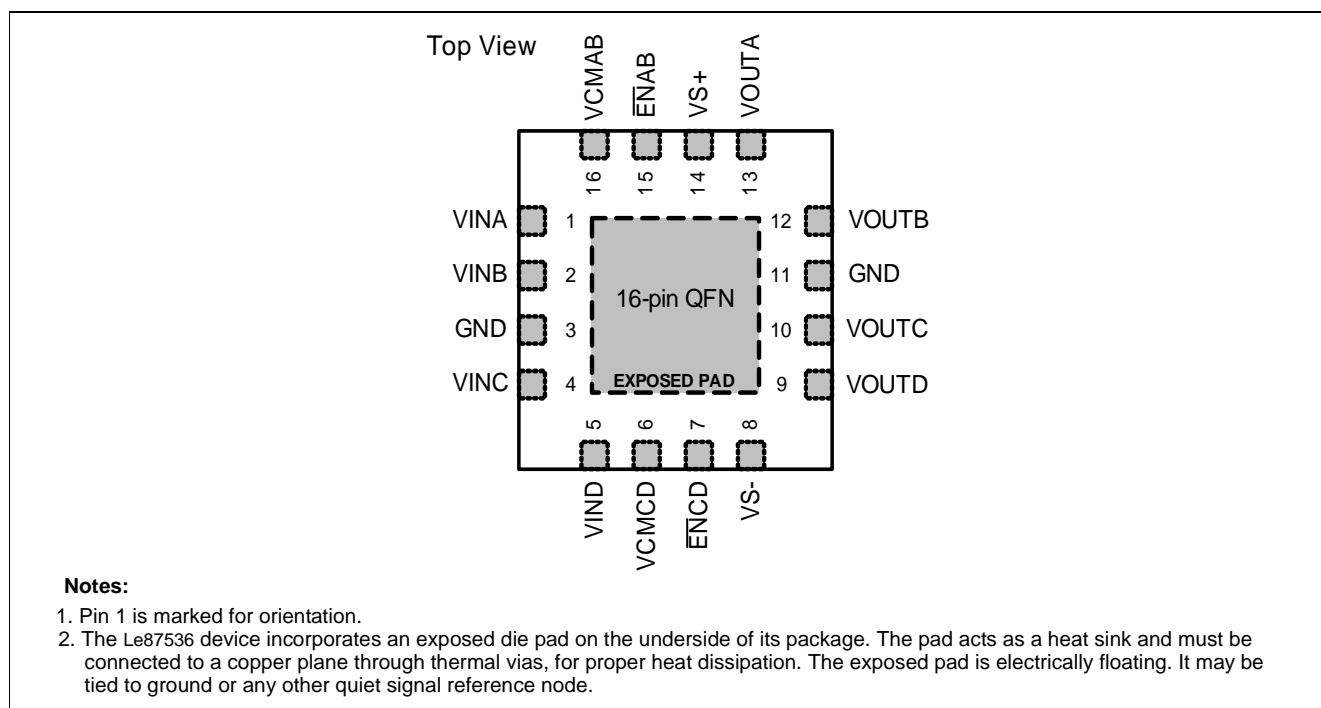 Top View
VCMAB
E̅N̅AB
VS+
VOUTA
16
15
14
13
VINA 1
12 VOUTB
VINB 2
11 GND
16-pin QFN
GND 3
10 VOUTC
VINC 4
EXPOSED PAD
9 VOUTD
5
6
7
8
VIND
VCMCD
E̅N̅CD
VS-
Notes:
1. Pin 1 is marked for orientation.
2. The Le87536 device incorporates an exposed die pad on the underside of its package. The pad acts as a heat sink and must be
connected to a copper plane through thermal vias, for proper heat dissipation. The exposed pad is electrically floating. It may be
tied to ground or any other quiet signal reference node.